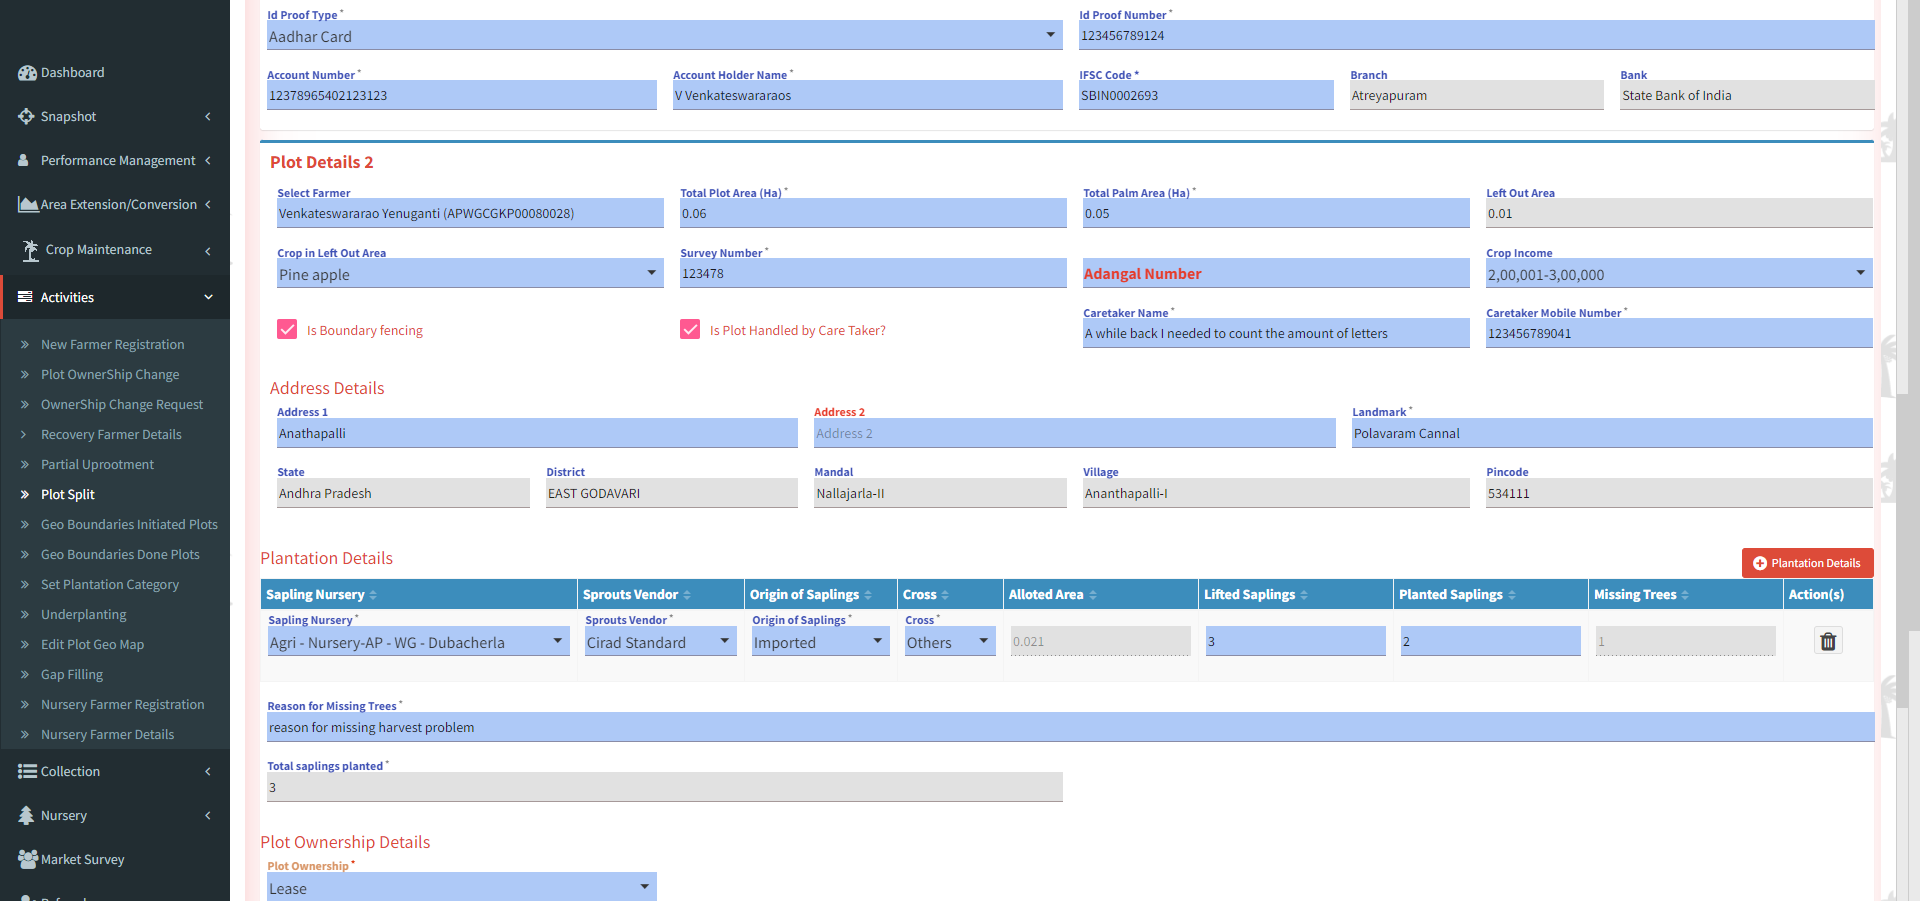 Dashboard
Snapshot
Performance Management
Area Extension/Conversion
Crop Maintenance
Activities
New Farmer Registration
Plot OwnerShip Change
OwnerShip Change Request
Recovery Farmer Details
Partial Uprootment
Plot Split
Geo Boundaries Initiated Plots
Geo Boundaries Done Plots
Set Plantation Category
Underplanting
Edit Plot Geo Map
Gap Filling
Nursery Farmer Registration
Nursery Farmer Details
Collection
Nursery
Market Survey
Id Proof Type * Id Proof Number *
Aadhar Card 123456789124
Account Number * Account Holder Name * IFSC Code * Branch Bank
12378965402123123 V Venkateswararaos SBIN0002693 Atreyapuram State Bank of India
Plot Details 2
Select Farmer Total Plot Area (Ha) * Total Palm Area (Ha) * Left Out Area
Venkateswararao Yenuganti (APWGCGKP00080028) 0.06 0.05 0.01
Crop in Left Out Area Survey Number * Crop Income
Pine apple 123478 Adangal Number 2,00,001-3,00,000
Caretaker Name * Caretaker Mobile Number *
Is Boundary fencing Is Plot Handled by Care Taker? A while back I needed to count the amount of letters 123456789041
Address Details
Address 1 Address 2 Landmark *
Anathapalli Address 2 Polavaram Cannal
State District Mandal Village Pincode
Andhra Pradesh EAST GODAVARI Nallajarla-II Ananthapalli-I 534111
Plantation Details Plantation Details
Sapling Nursery Sprouts Vendor Origin of Saplings Cross Alloted Area Lifted Saplings Planted Saplings Missing Trees Action(s)
Sapling Nursery * Sprouts Vendor * Origin of Saplings * Cross *
Agri - Nursery-AP - WG - Dubacherla Cirad Standard Imported Others 0.021 3 2 1
Reason for Missing Trees *
reason for missing harvest problem
Total saplings planted *
3
Plot Ownership Details
Plot Ownership *
Lease